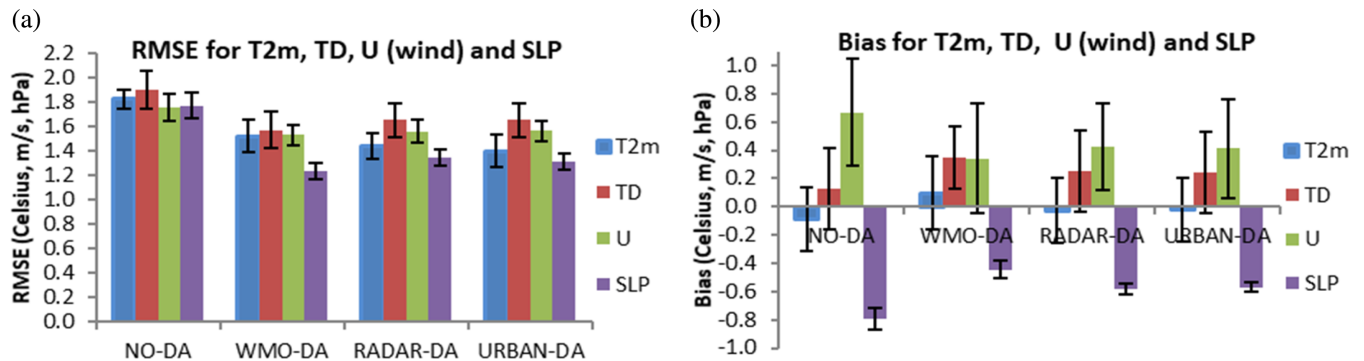 (a)
RMSE for T2m, TD, U (wind) and SLP
RMSE (Celsius, m/s, hPa)
2.2
2.0
1.8
1.6
1.4
1.2
1.0
0.8
0.6
0.4
0.2
0.0
NO-DA WMO-DA RADAR-DA URBAN-DA
T2m
TD
U
SLP
(b)
Bias for T2m, TD, U (wind) and SLP
Bias (Celsius, m/s, hPa)
1.0
0.8
0.6
0.4
0.2
0.0
-0.2
-0.4
-0.6
-0.8
-1.0
NO-DA WMO-DA RADAR-DA URBAN-DA
T2m
TD
U
SLP